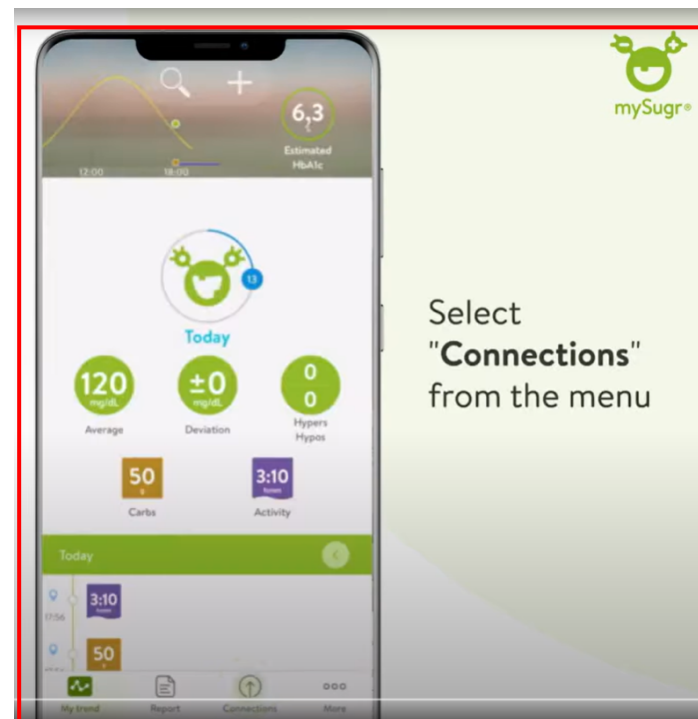 mySugr®
6,3
%
Estimated
HbA1c
12:00
18:00
13
Today
120
mg/dL
±0
mg/dL
0
0
Average
Deviation
Hypers
Hypos
50
g
3:10
Carbs
Activity
Select
"Connections"
from the menu
Today
3:10
17:56
50
My trend
Report
Connections
More